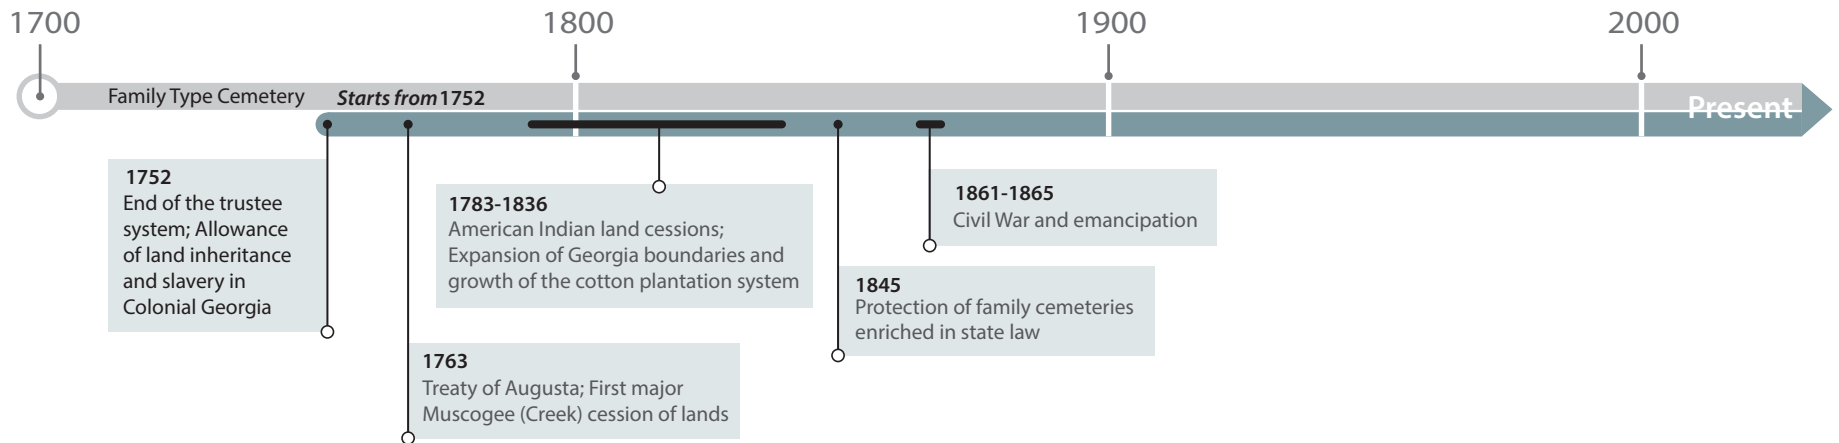 1700
1800
1900
2000
Family Type Cemetery
Starts from 1752
Present
1752
End of the trustee
system; Allowance
of land inheritance
and slavery in
Colonial Georgia
1763
Treaty of Augusta; First major
Muscogee (Creek) cession of lands
1783-1836
American Indian land cessions;
Expansion of Georgia boundaries and
growth of the cotton plantation system
1845
Protection of family cemeteries
enriched in state law
1861-1865
Civil War and emancipation